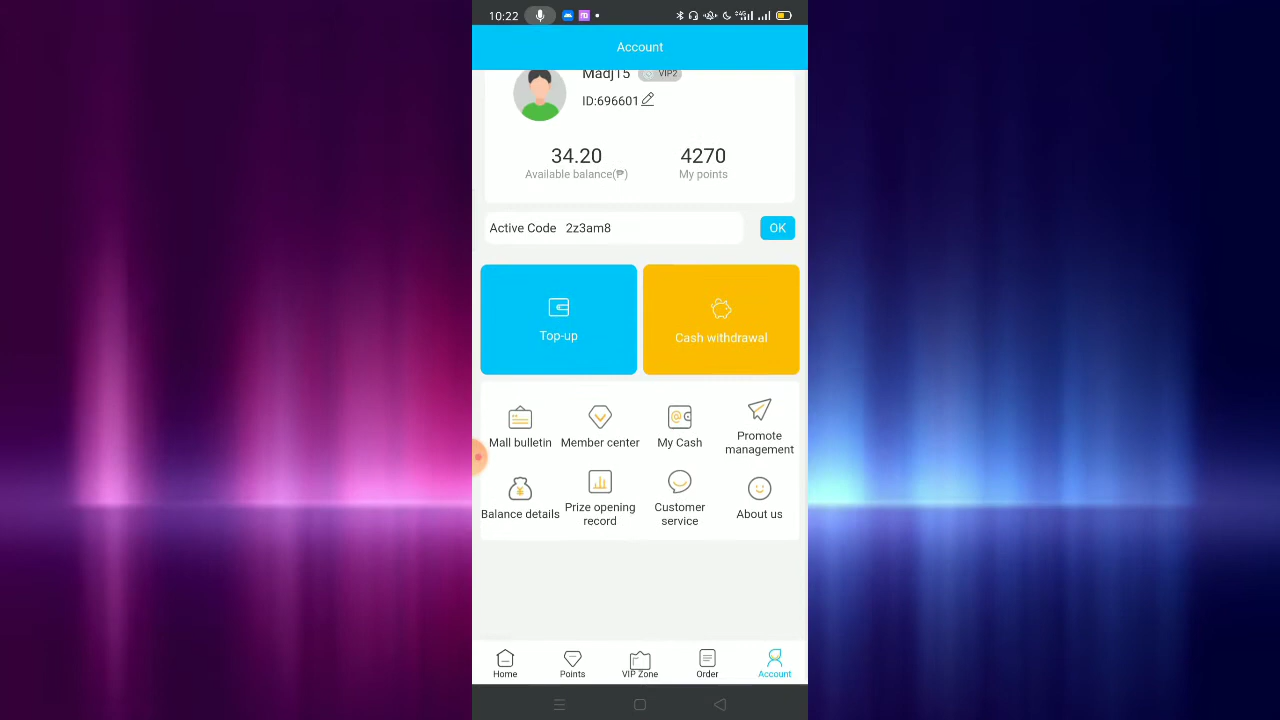 10:22
Account
Madj15 VIP2
ID:696601
34.20 4270
Available balance(₱) My points
Active Code 2z3am8 OK
Top-up Cash withdrawal
Mall bulletin Member center My Cash Promote management
Balance details Prize opening record Customer service About us
Home Points VIP Zone Order Account